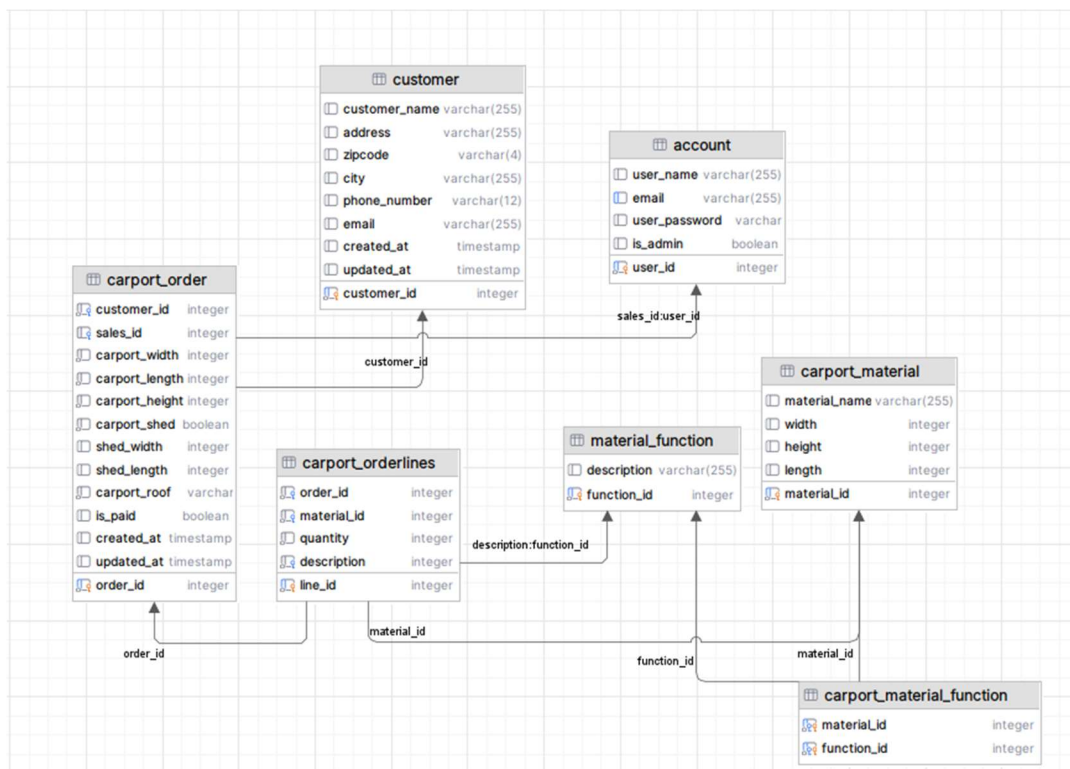 customer
customer_name varchar(255)
address varchar(255)
zipcode varchar(4)
city varchar(255)
phone_number varchar(12)
email varchar(255)
created_at timestamp
updated_at timestamp
customer_id integer
account
user_name varchar(255)
email varchar(255)
user_password varchar
is_admin boolean
user_id integer
carport_order
customer_id integer
sales_id integer
carport_width integer
carport_length integer
carport_height integer
carport_shed boolean
shed_width integer
shed_length integer
carport_roof varchar
is_paid boolean
created_at timestamp
updated_at timestamp
order_id integer
sales_id:user_id
customer_id
carport_material
material_name varchar(255)
width integer
height integer
length integer
material_id integer
material_function
description varchar(255)
function_id integer
carport_orderlines
order_id integer
material_id integer
quantity integer
description integer
line_id integer
description:function_id
material_id
order_id
function_id
material_id
carport_material_function
material_id integer
function_id integer